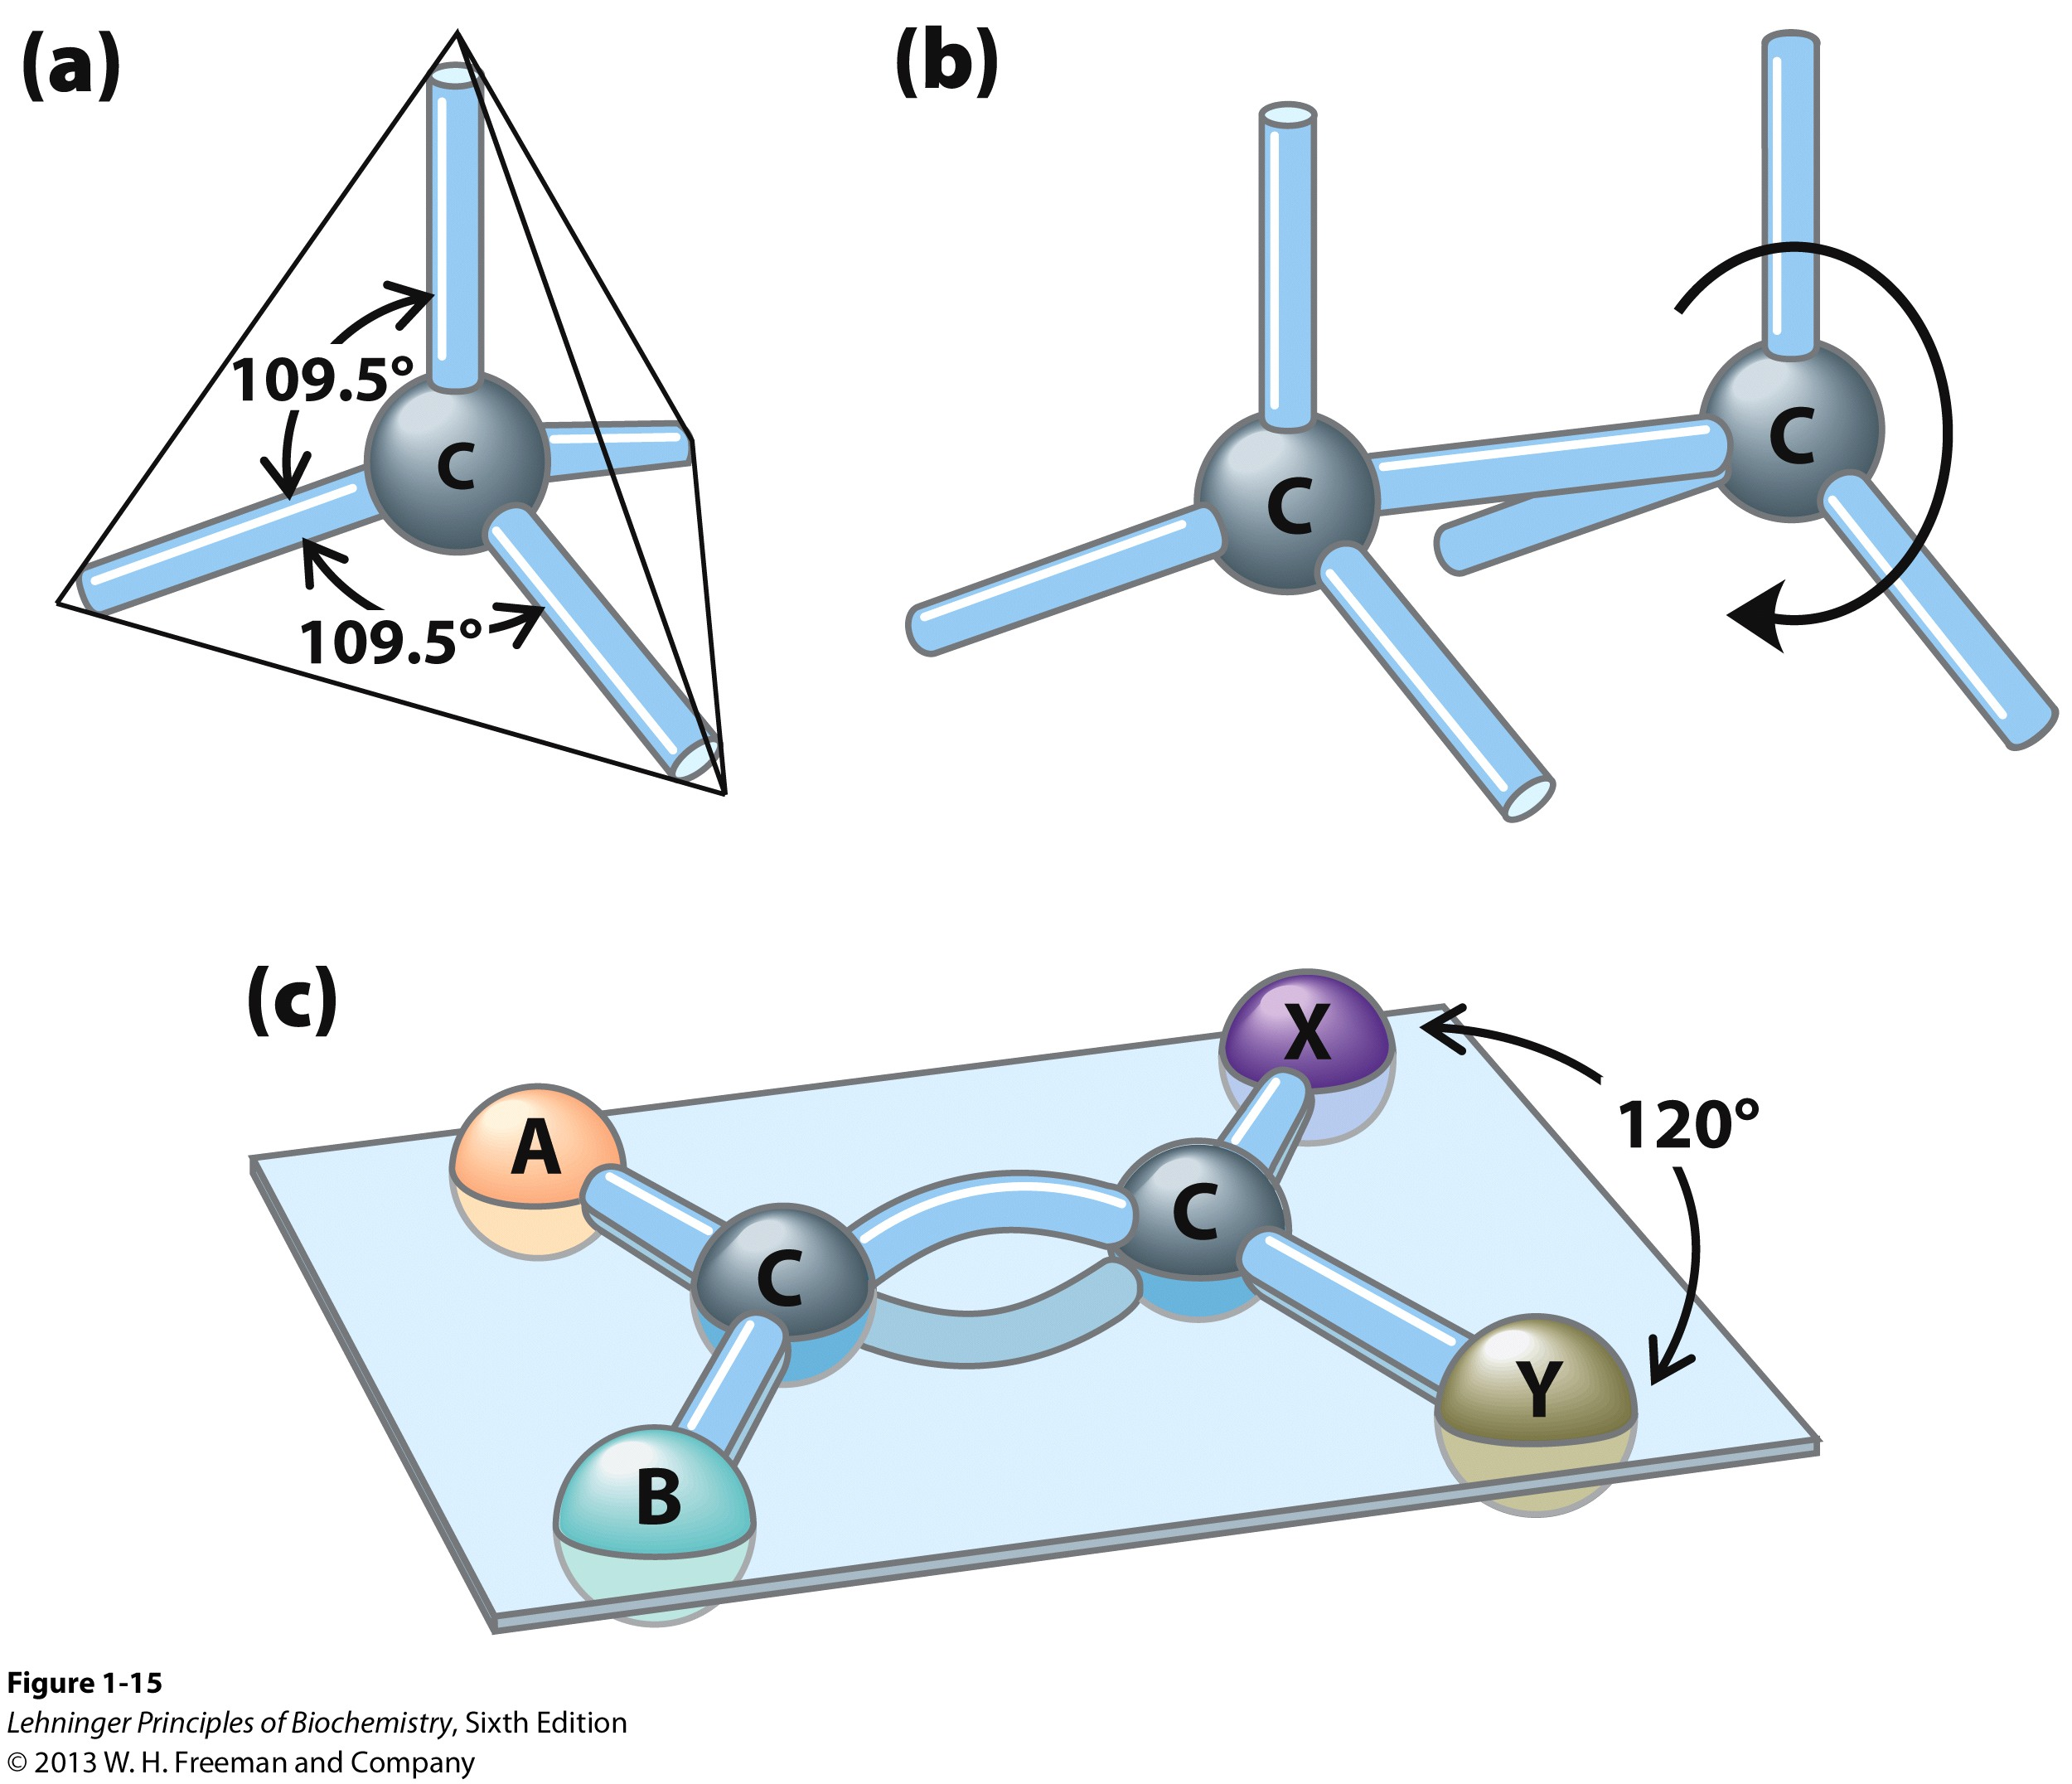 (a)
109.5°
C
109.5°
(b)
C
C
(c)
X
A
120°
C
C
Y
B
Figure 1-15
Lehninger Principles of Biochemistry, Sixth Edition
© 2013 W. H. Freeman and Company